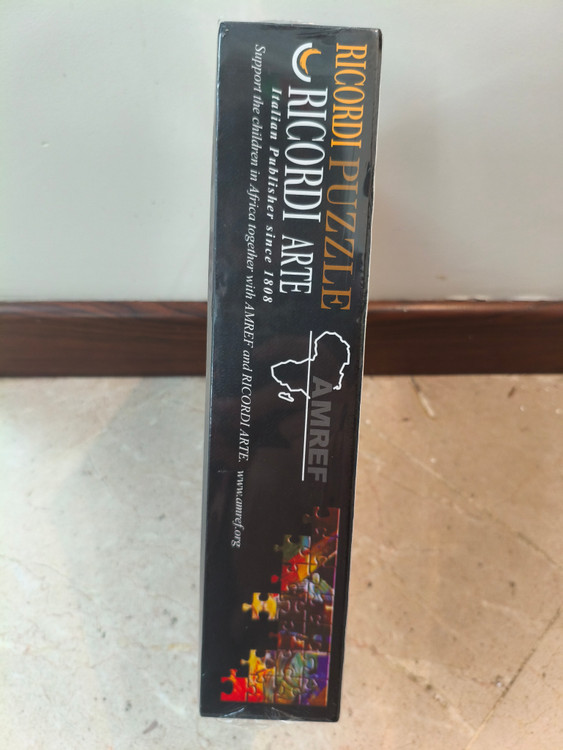 RICORDI PUZZLE
RICORDI ARTE
Italian Publisher since 1808
Support the children in Africa together with AMREF and RICORDI ARTE. www.amref.org
AMREF